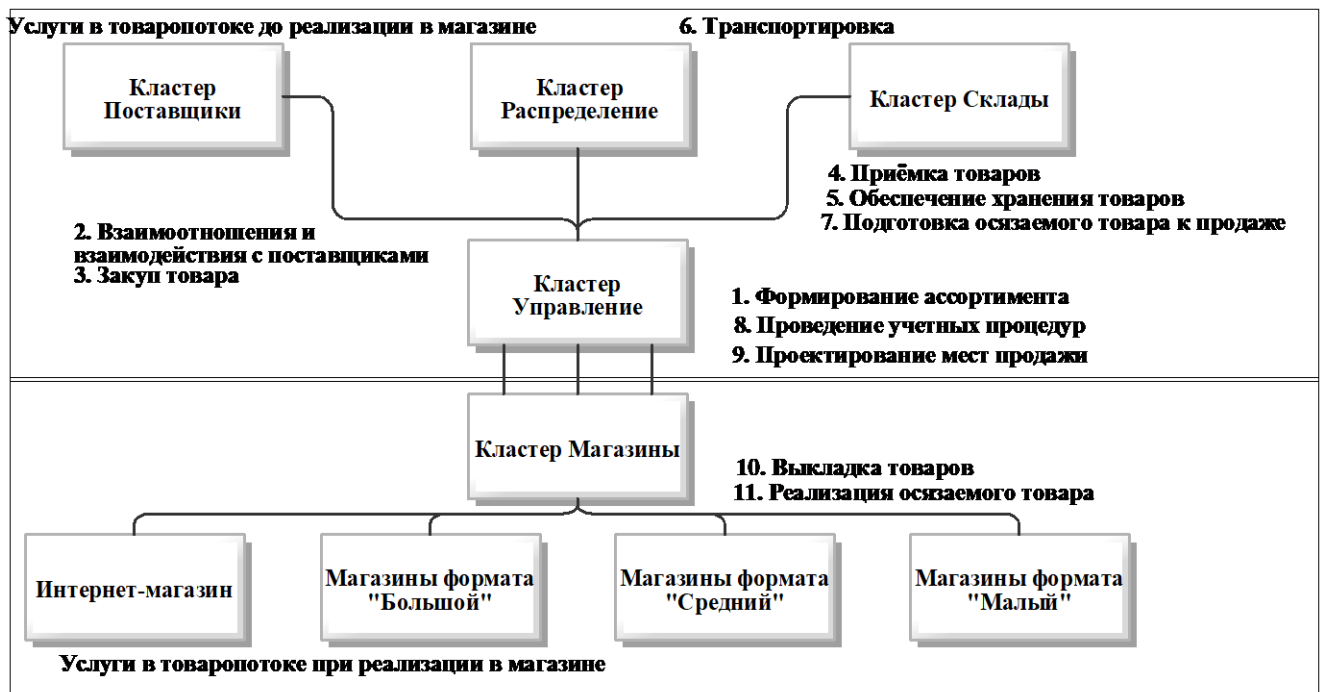 Услуги в товаропотоке до реализации в магазине
6. Транспортировка
Кластер
Поставщики
Кластер
Распределение
Кластер Склады
4. Приёмка товаров
5. Обеспечение хранения товаров
7. Подготовка осязаемого товара к продаже
2. Взаимоотношения и
взаимодействия с поставщиками
3. Закуп товара
Кластер
Управление
1. Формирование ассортимента
8. Проведение учетных процедур
9. Проектирование мест продажи
Кластер Магазины
10. Выкладка товаров
11. Реализация осязаемого товара
Интернет-магазин
Магазины формата
"Большой"
Магазины формата
"Средний"
Магазины формата
"Малый"
Услуги в товаропотоке при реализации в магазине